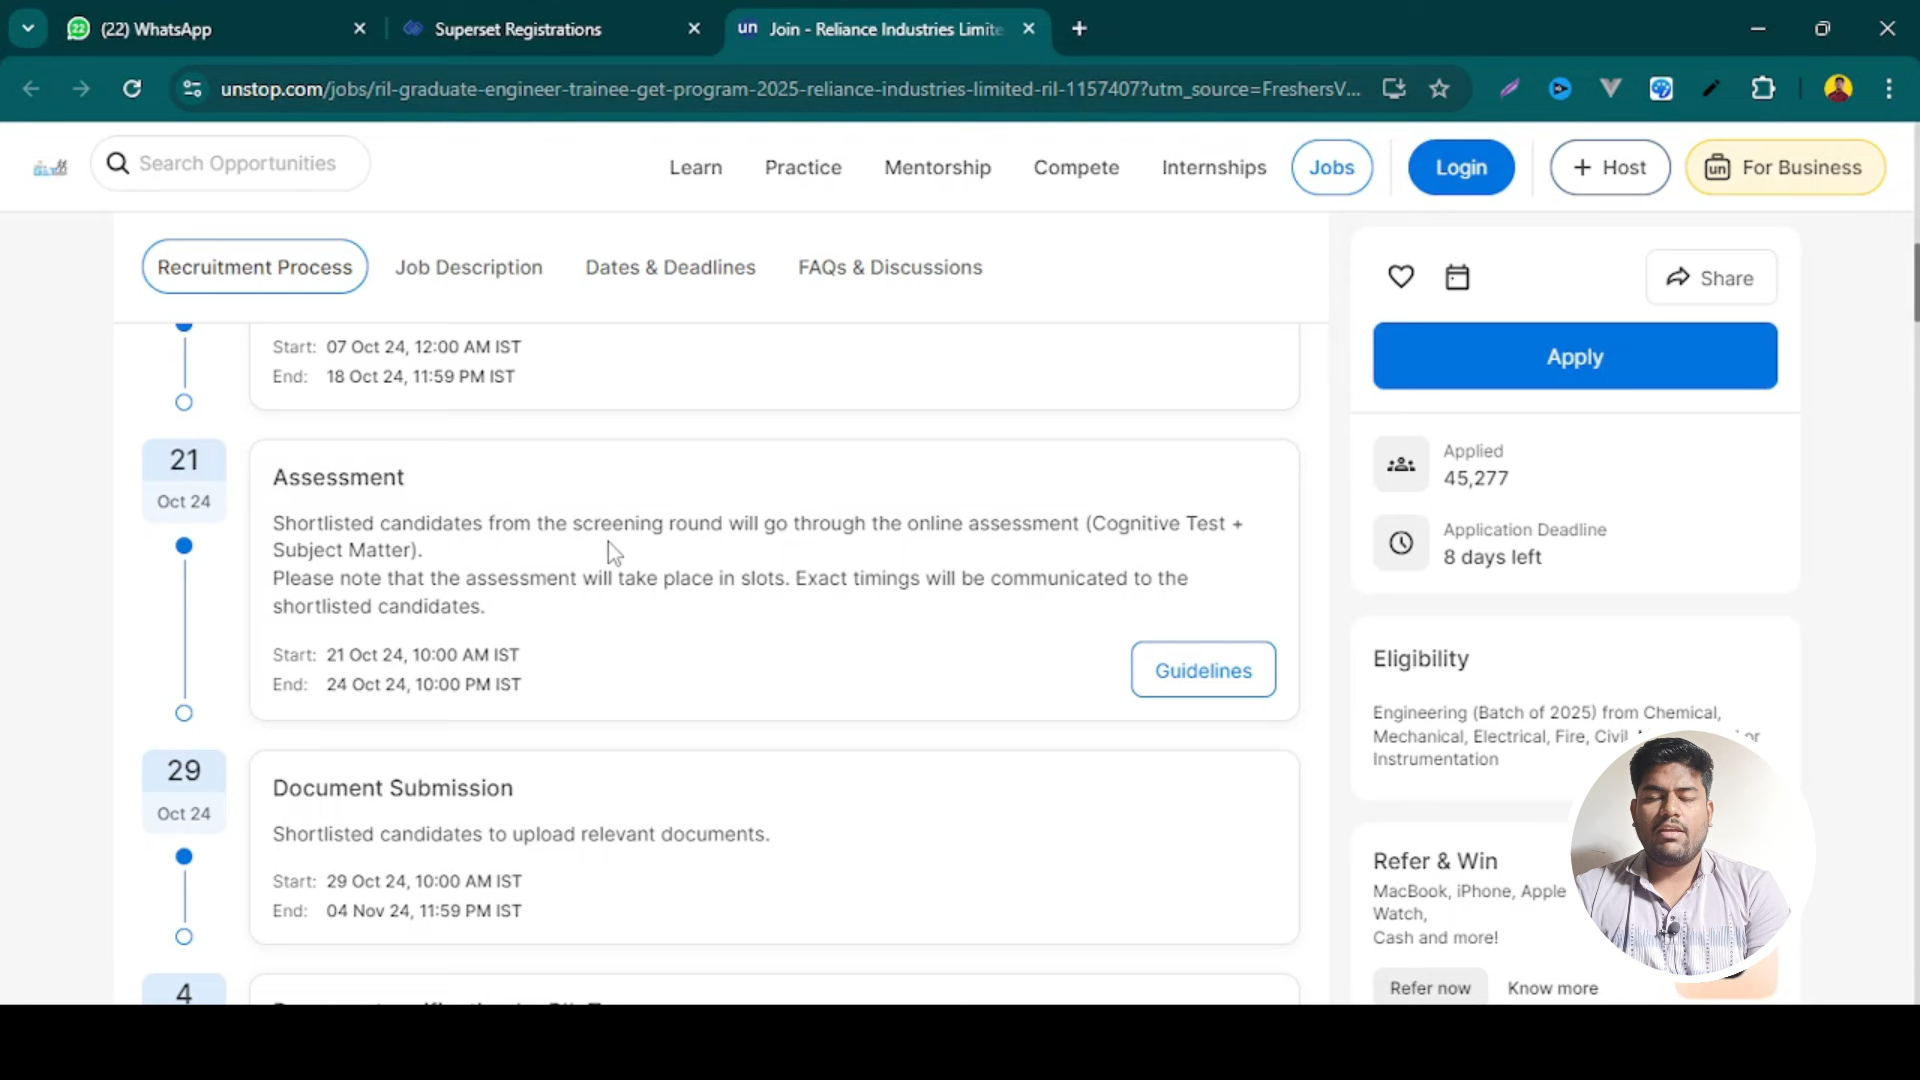 (22) WhatsApp
Superset Registrations
un Join - Reliance Industries Limite
unstop.com/jobs/ril-graduate-engineer-trainee-get-program-2025-reliance-industries-limited-ril-1157407?utm_source=FreshersV...
Search Opportunities
Learn
Practice
Mentorship
Compete
Internships
Jobs
Login
+ Host
un For Business
Recruitment Process
Job Description
Dates & Deadlines
FAQs & Discussions
Start: 07 Oct 24, 12:00 AM IST
End: 18 Oct 24, 11:59 PM IST
21
Oct 24
Assessment
Shortlisted candidates from the screening round will go through the online assessment (Cognitive Test +
Subject Matter).
Please note that the assessment will take place in slots. Exact timings will be communicated to the
shortlisted candidates.
Start: 21 Oct 24, 10:00 AM IST
End: 24 Oct 24, 10:00 PM IST
Guidelines
29
Oct 24
Document Submission
Shortlisted candidates to upload relevant documents.
Start: 29 Oct 24, 10:00 AM IST
End: 04 Nov 24, 11:59 PM IST
4
Share
Apply
Applied
45,277
Application Deadline
8 days left
Eligibility
Engineering (Batch of 2025) from Chemical,
Mechanical, Electrical, Fire, Civil, or
Instrumentation
Refer & Win
MacBook, iPhone, Apple
Watch,
Cash and more!
Refer now
Know more